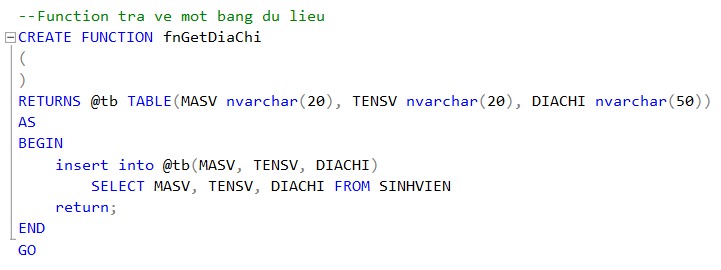 --Function tra ve mot bang du lieu
CREATE FUNCTION fnGetDiaChi
(
)
RETURNS @tb TABLE(MASV nvarchar(20), TENSV nvarchar(20), DIACHI nvarchar(50))
AS
BEGIN
    insert into @tb(MASV, TENSV, DIACHI)
        SELECT MASV, TENSV, DIACHI FROM SINHVIEN
    return;
END
GO